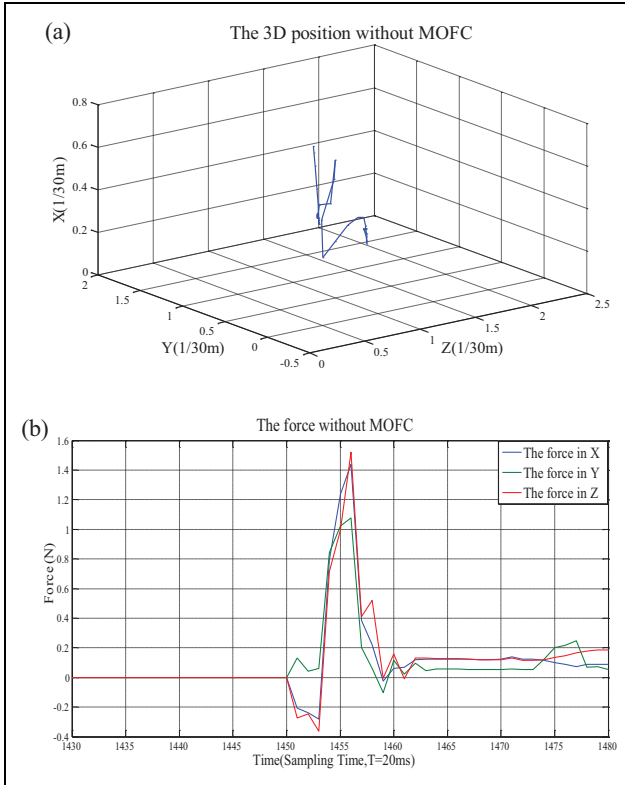 (a)
The 3D position without MOFC
0.8
0.6
0.4
0.2
0
X(1/30m)
2
1.5
1
0.5
0
-0.5
Y(1/30m)
0
0.5
1
1.5
2
2.5
Z(1/30m)
(b)
The force without MOFC
1.6
1.4
1.2
1
0.8
0.6
0.4
0.2
0
-0.2
-0.4
Force(N)
The force in X
The force in Y
The force in Z
1430 1435 1440 1445 1450 1455 1460 1465 1470 1475 1480
Time(Sampling Time,T=20ms)